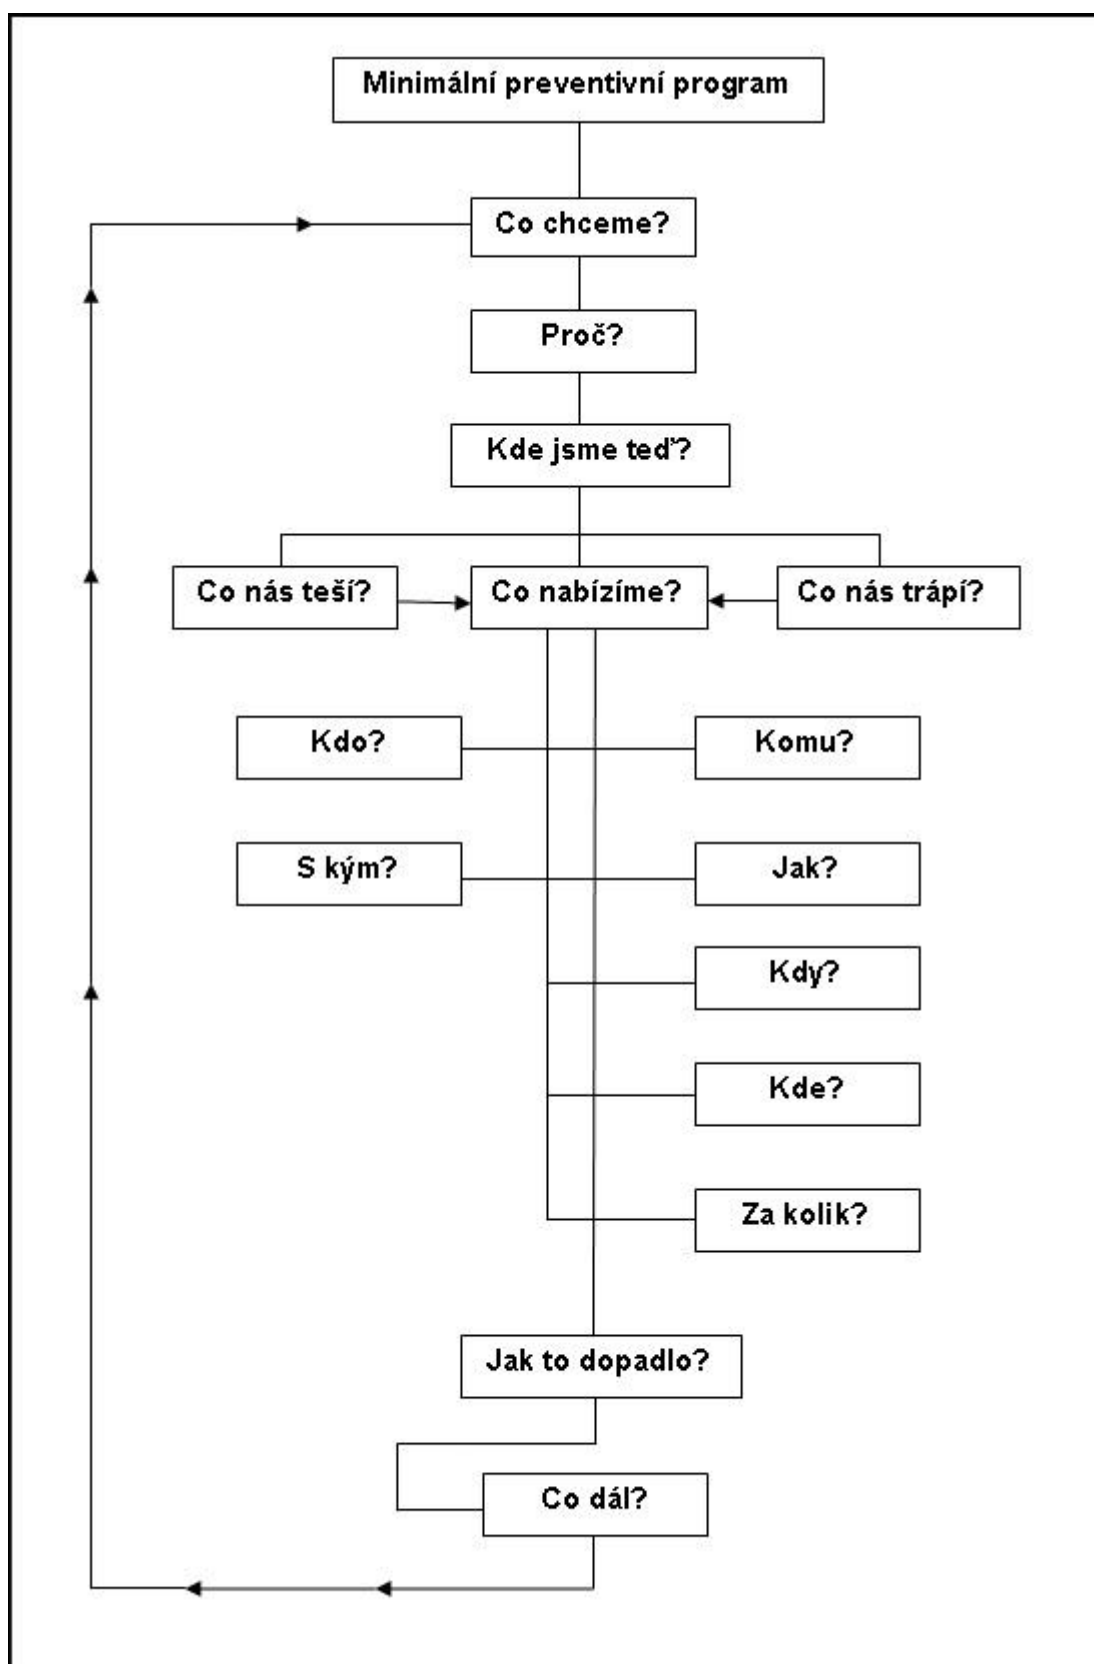 Minimální preventivní program
Co chceme?
Proč?
Kde jsme teď?
Co nás teší?
Co nabízíme?
Co nás trápí?
Kdo?
Komu?
S kým?
Jak?
Kdy?
Kde?
Za kolik?
Jak to dopadlo?
Co dál?